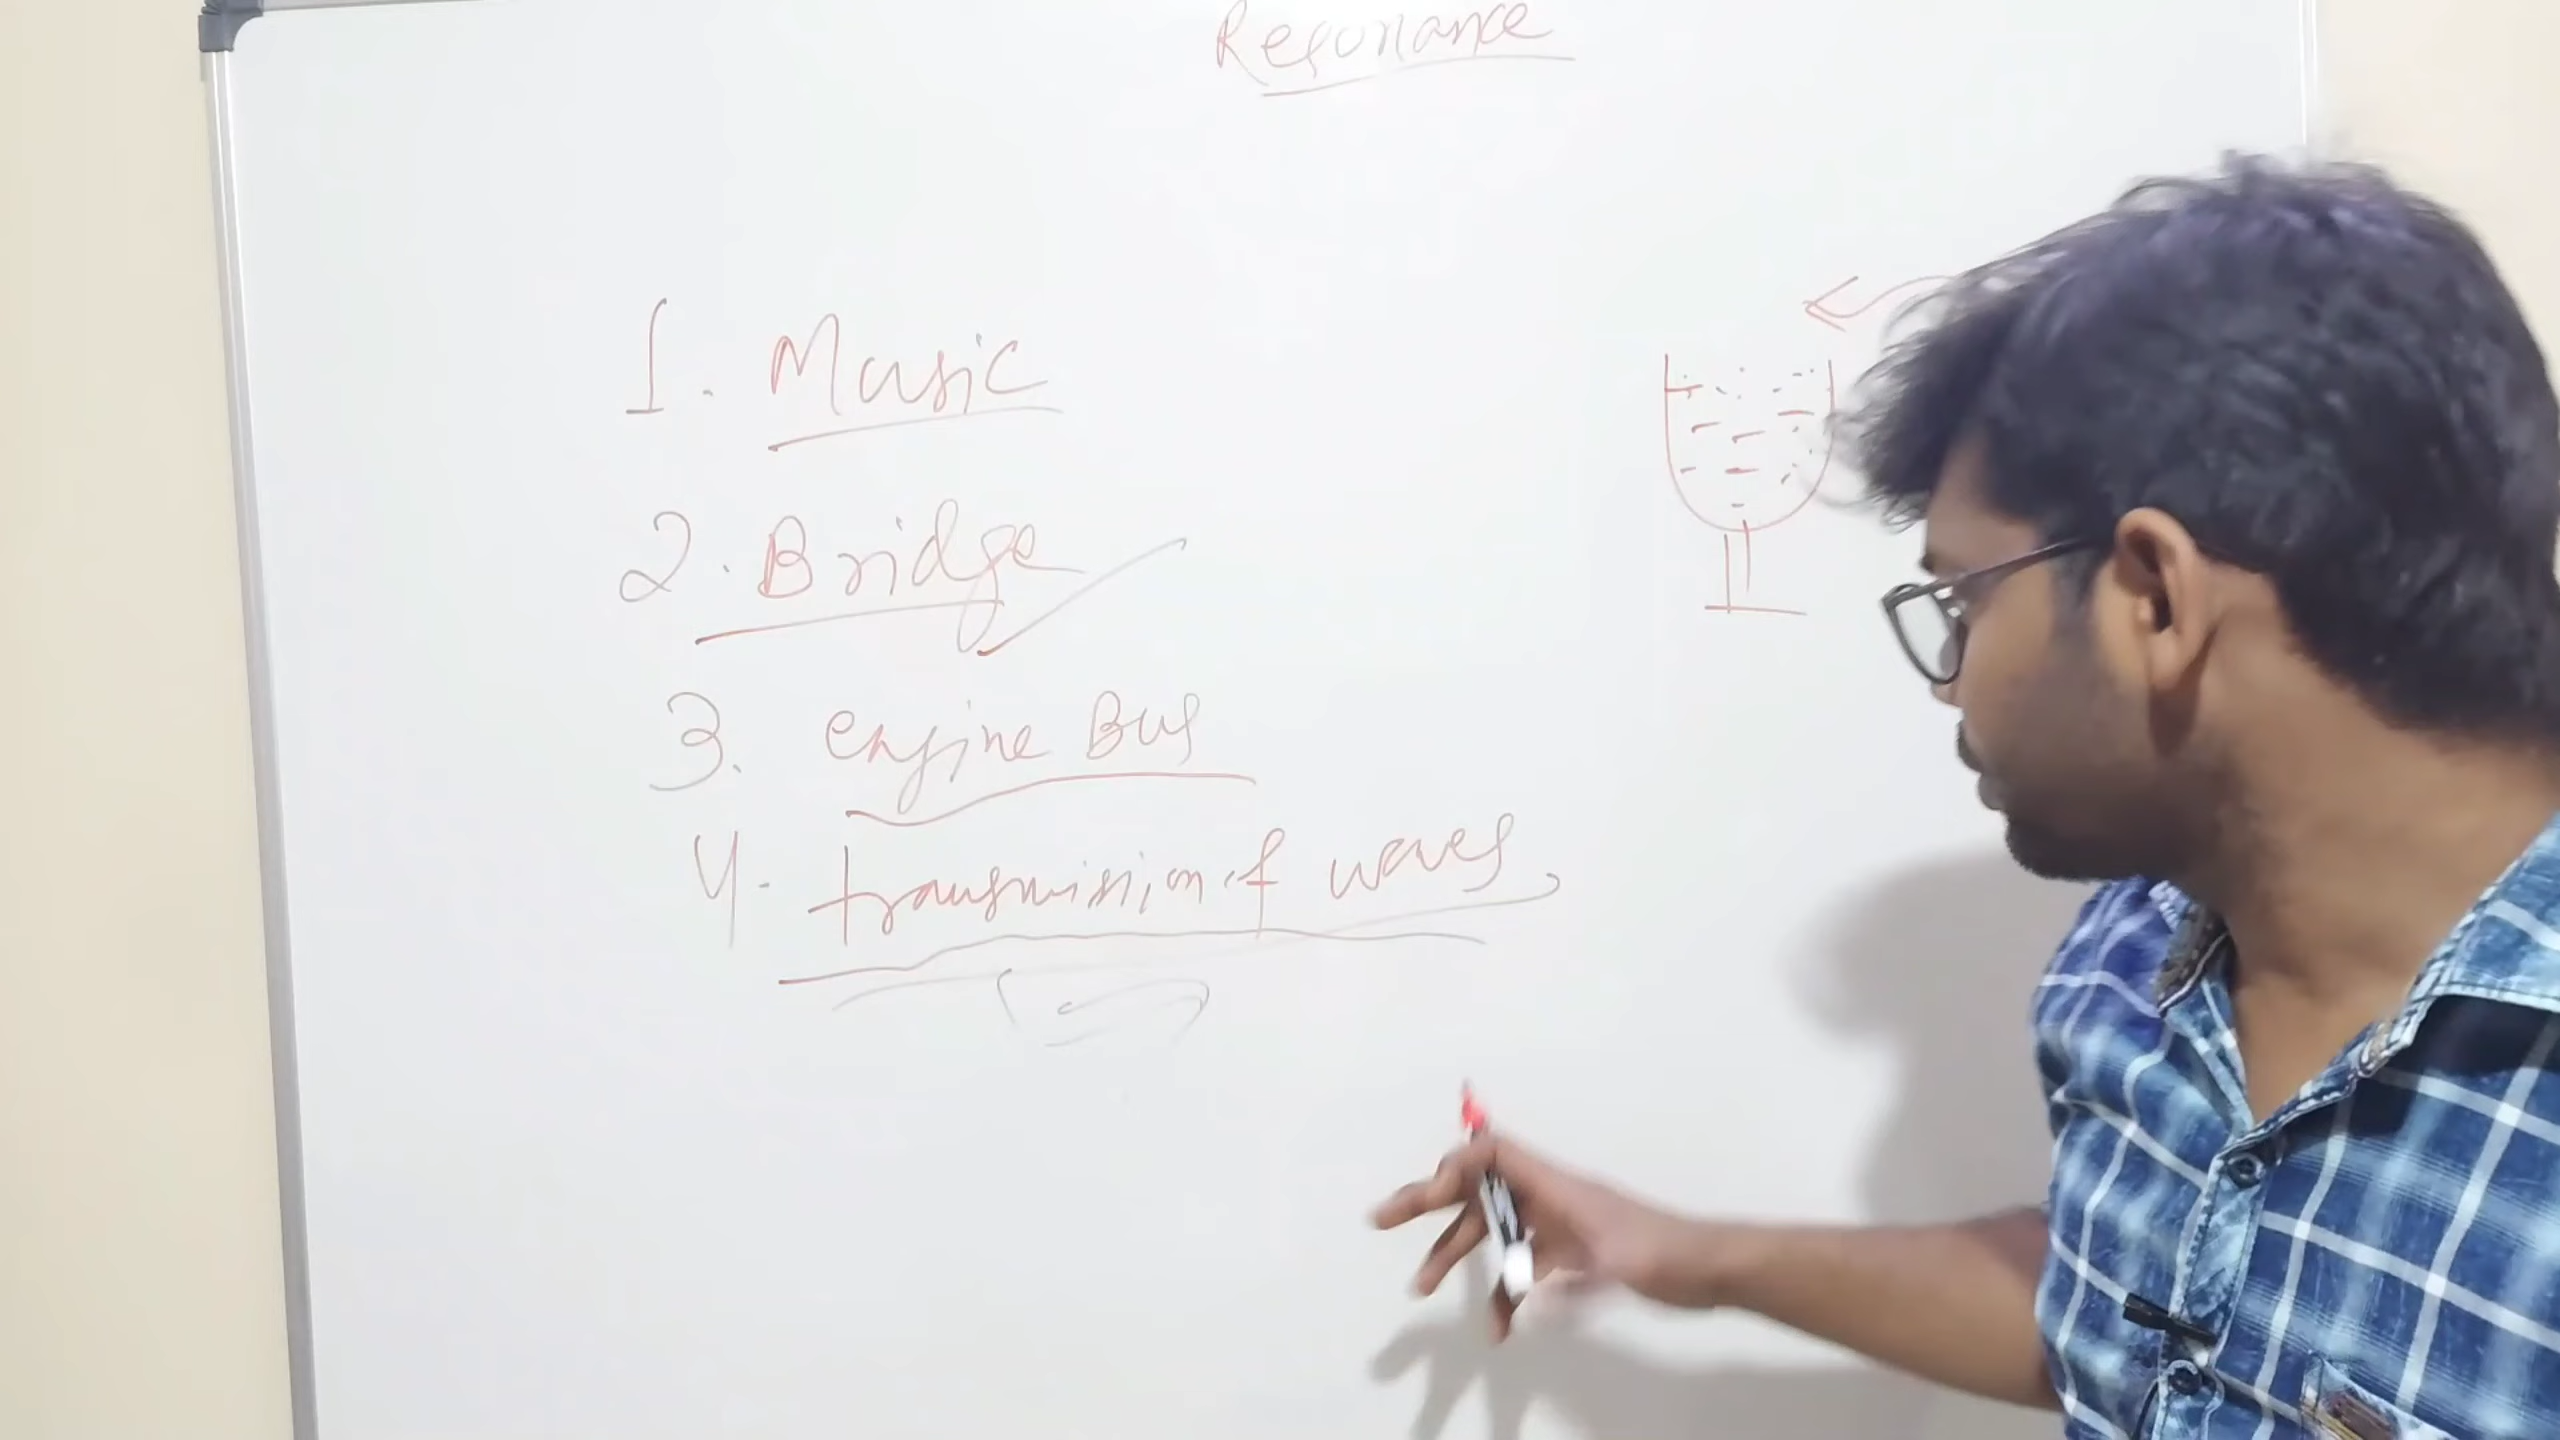 Resonance
1. Music
2. Bridge
3. engine Bus
4. transmission of waves